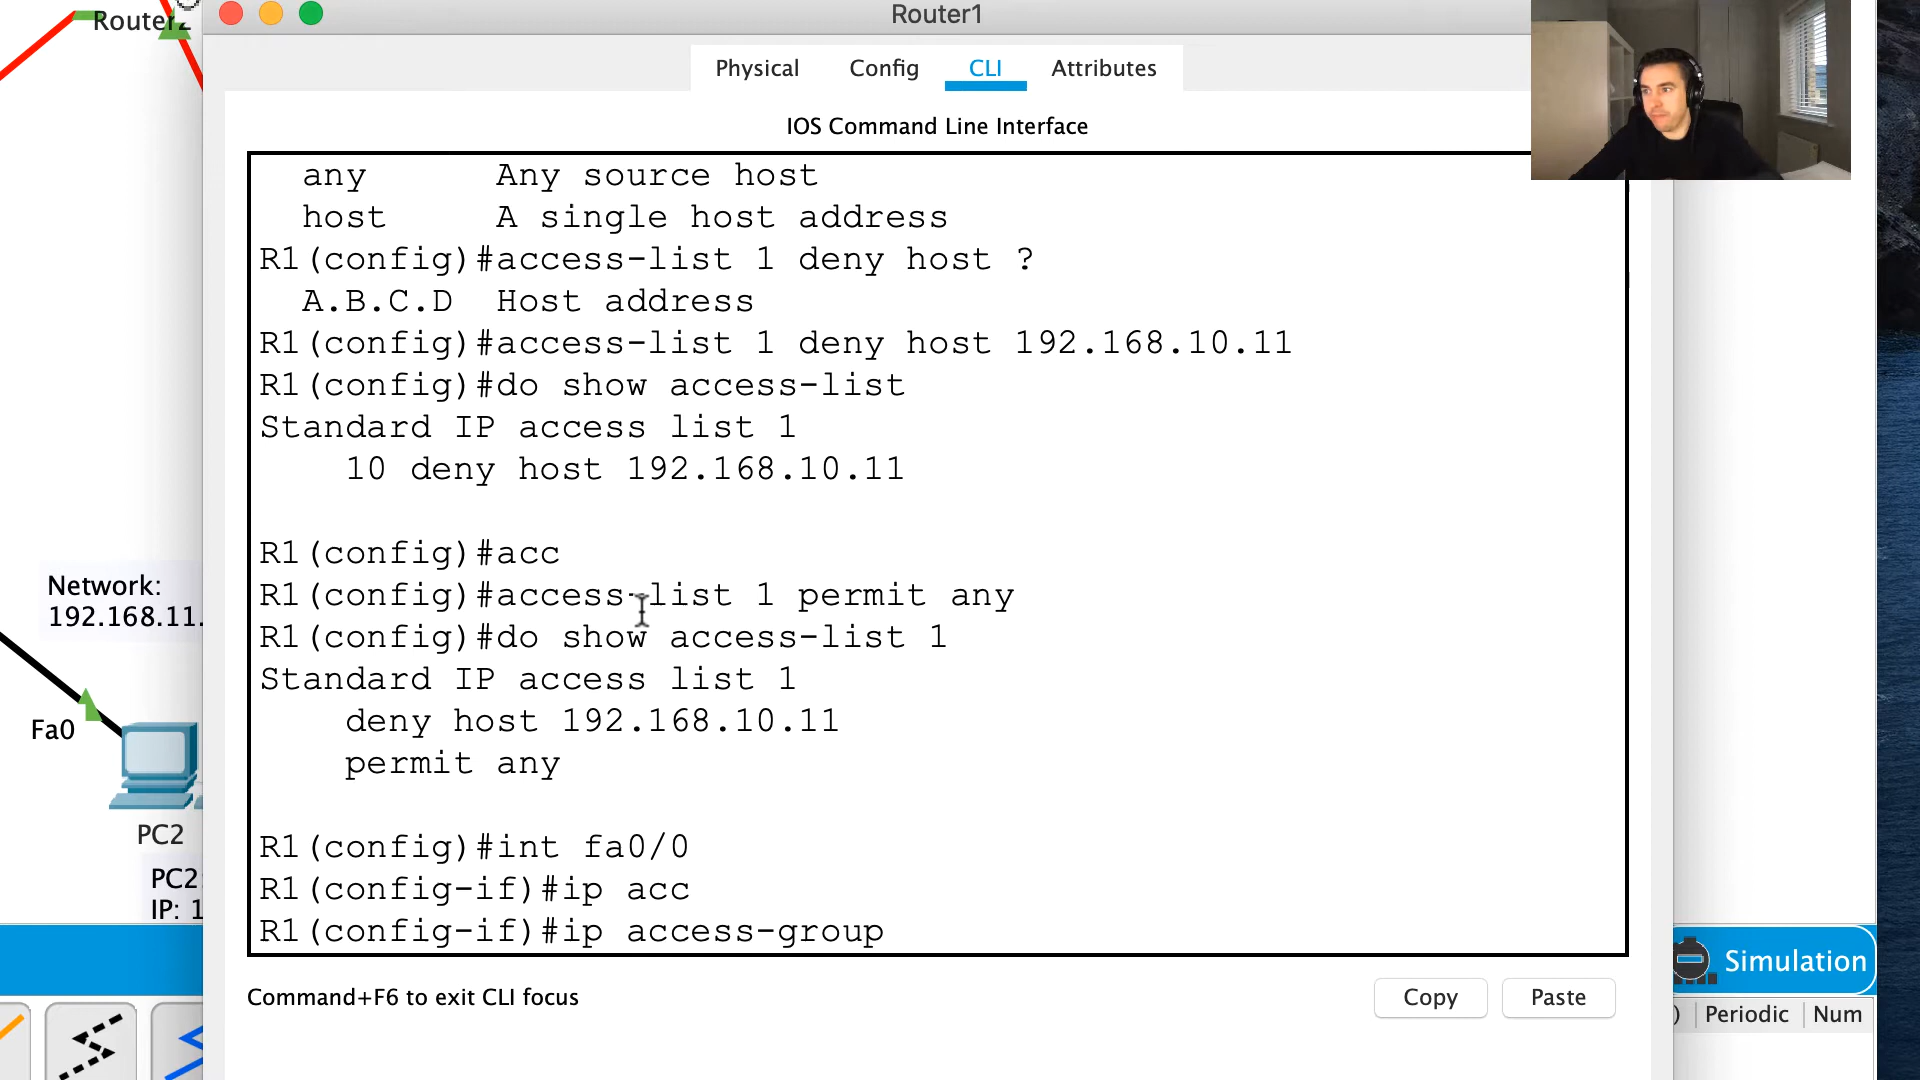 Router1
Router2
Physical Config CLI Attributes
IOS Command Line Interface
any Any source host
host A single host address
R1(config)#access-list 1 deny host ?
A.B.C.D Host address
R1(config)#access-list 1 deny host 192.168.10.11
R1(config)#do show access-list
Standard IP access list 1
10 deny host 192.168.10.11
R1(config)#acc
R1(config)#access-list 1 permit any
R1(config)#do show access-list 1
Standard IP access list 1
deny host 192.168.10.11
permit any
R1(config)#int fa0/0
R1(config-if)#ip acc
R1(config-if)#ip access-group
Network:
192.168.11.
Fa0
PC2
PC2:
IP: 1
Command+F6 to exit CLI focus
Copy
Paste
Simulation
) Periodic Num